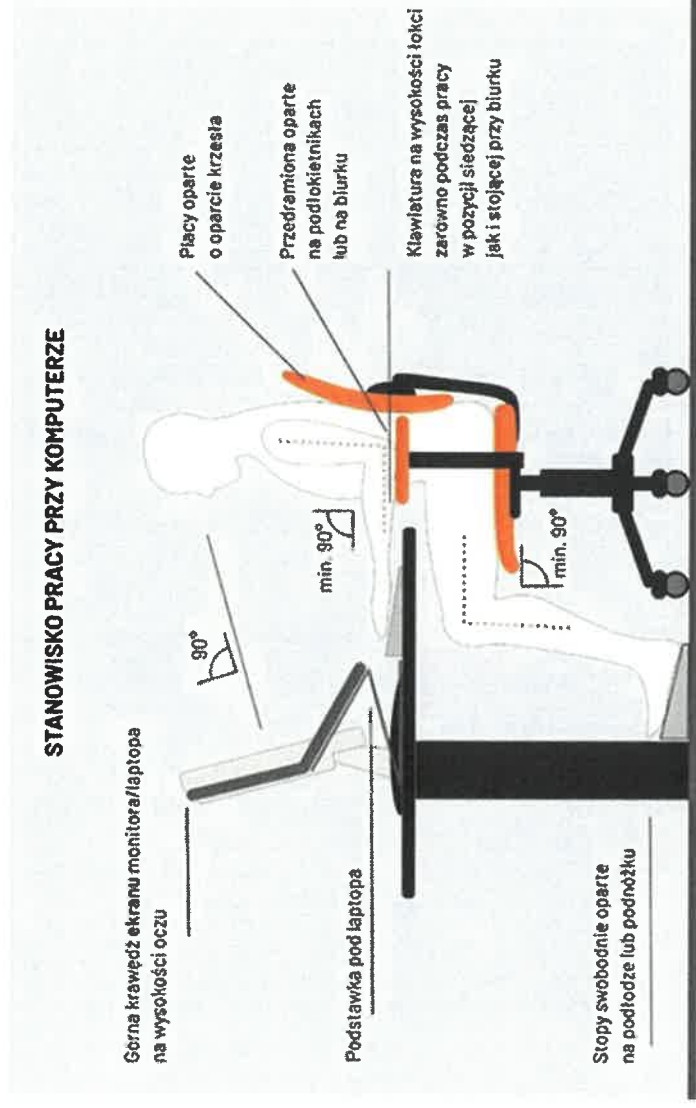 STANOWISKO PRACY PRZY KOMPUTERZE
Górna krawędź ekranu monitora/laptopa
na wysokości oczu
90°
Plecy oparte
o oparcie krzesła
Przedramiona oparte
na podłokietnikach
lub na biurku
min. 90°
Podstawka pod laptopa
Klawiatura na wysokości łokci
zarówno podczas pracy
w pozycji siedzącej
jak i stojącej przy biurku
min. 90°
Stopy swobodnie oparte
na podłodze lub podnóżku